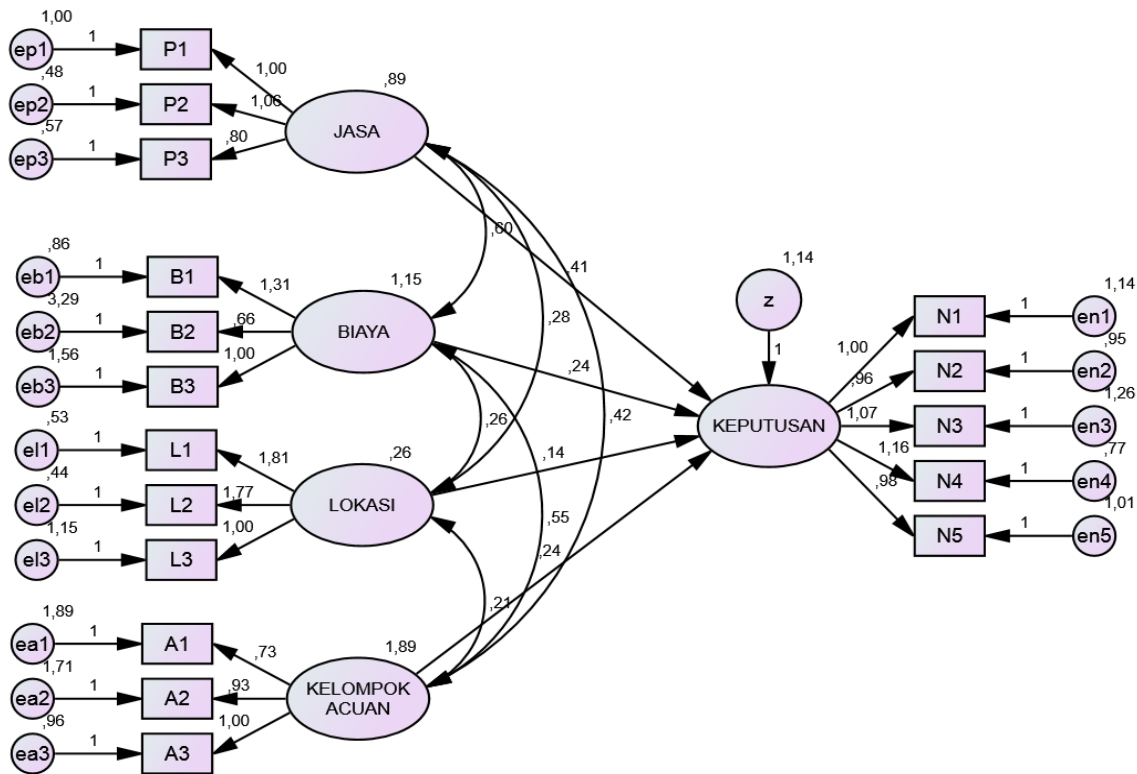 1,00
ep1
1
P1
,48
ep2
1
P2
,57
ep3
1
P3
1,00
1,06
,80
,89
JASA
,86
eb1
1
B1
3,29
eb2
1
B2
1,56
eb3
1
B3
1,31
,66
1,00
1,15
BIAYA
,53
el1
1
L1
,44
el2
1
L2
1,15
el3
1
L3
1,81
1,77
1,00
,26
LOKASI
1,89
ea1
1
A1
1,71
ea2
1
A2
,96
ea3
1
A3
,73
,93
1,00
1,89
KELOMPOK
ACUAN
,60
,41
,28
,24
,42
,26
,14
,55
,24
,21
1,14
z
1
KEPUTUSAN
1,00
,96
1,07
1,16
,98
N1
1
1,14
en1
N2
1
,95
en2
N3
1
1,26
en3
N4
1
,77
en4
N5
1
1,01
en5